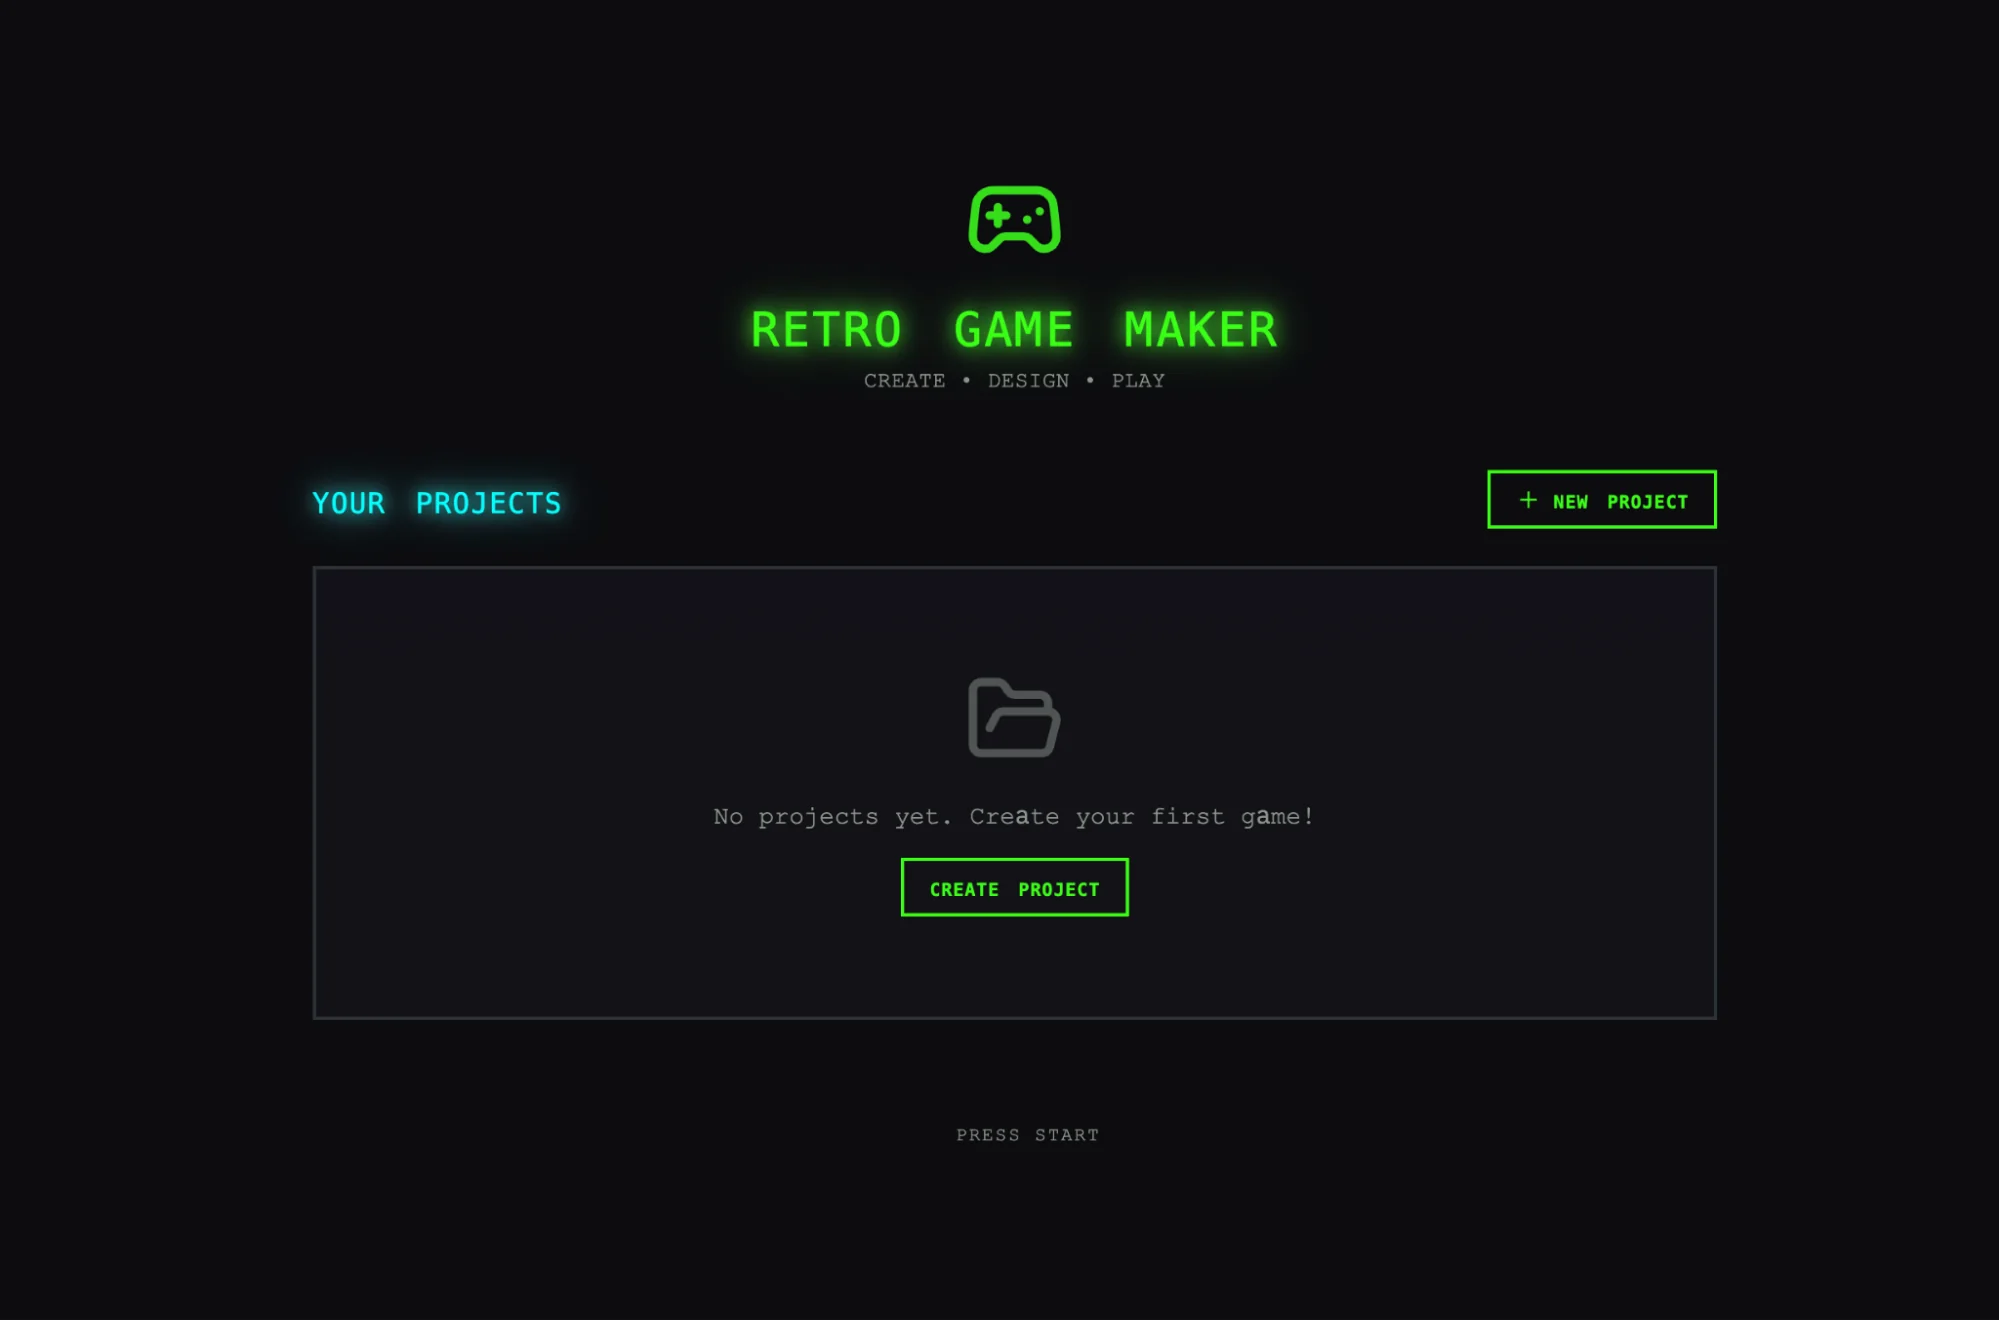 RETRO GAME MAKER
CREATE • DESIGN • PLAY
YOUR PROJECTS
+ NEW PROJECT
No projects yet. Create your first game!
CREATE PROJECT
PRESS START